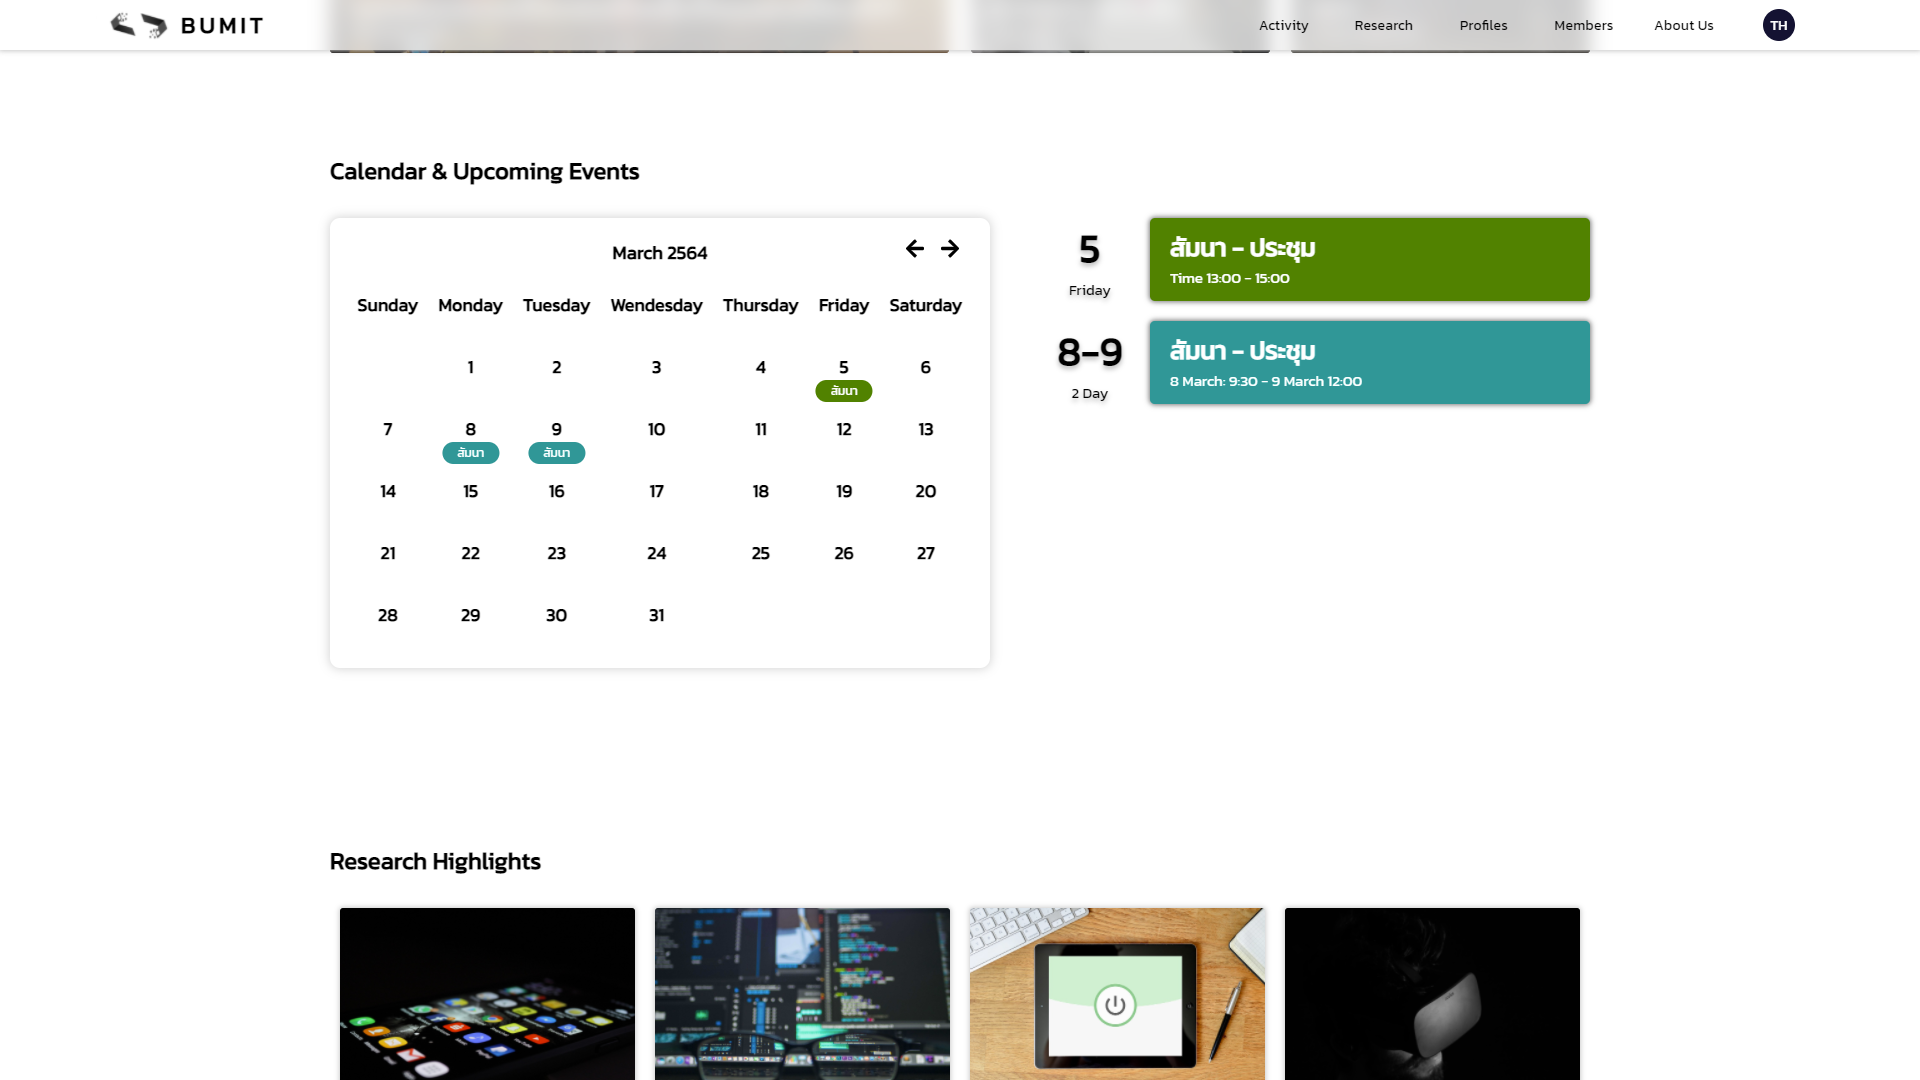 BUMIT
Activity
Research
Profiles
Members
About Us
TH
Calendar & Upcoming Events
March 2564
Sunday Monday Tuesday Wendesday Thursday Friday Saturday
1 2 3 4 5 6
สัมนา
7 8 9 10 11 12 13
สัมนา สัมนา
14 15 16 17 18 19 20
21 22 23 24 25 26 27
28 29 30 31
5
Friday
สัมนา - ประชุม
Time 13:00 - 15:00
8-9
2 Day
สัมนา - ประชุม
8 March: 9:30 - 9 March 12:00
Research Highlights